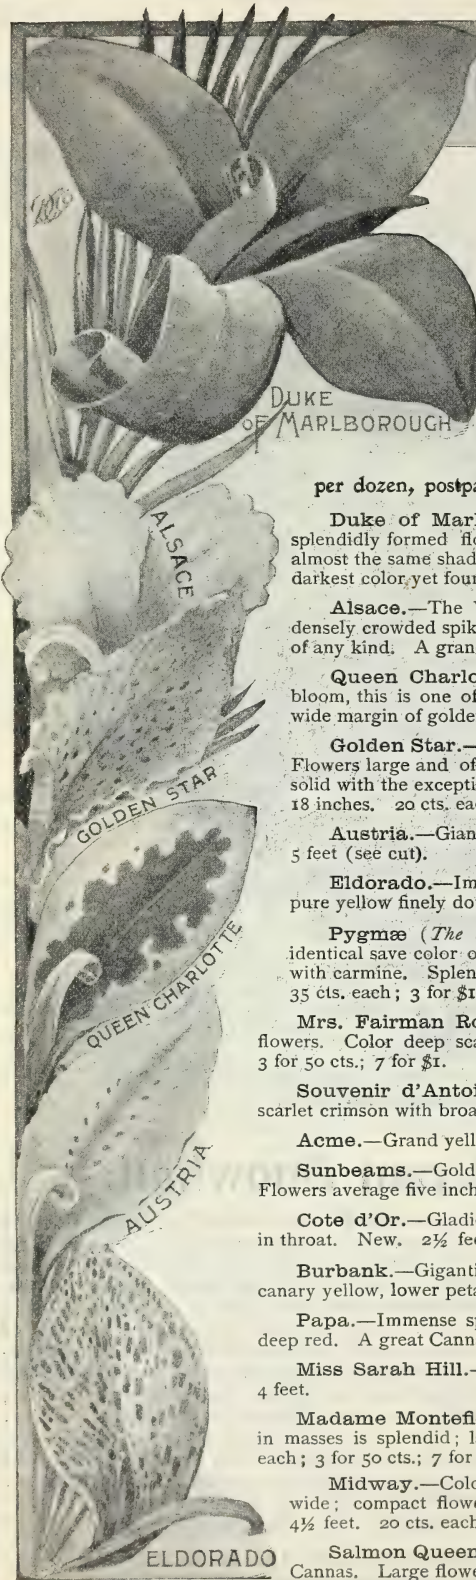 DUKE
OF MARLBOROUGH
ALSACE
GOLDEN STAR
QUEEN CHARLOTTE
AUSTRIA
ELDORADO
per dozen, postpa
Duke of Marl
splendidly formed flo
almost the same shad
darkest color yet foun
Alsace.—The
densely crowded spik
of any kind. A gran
Queen Charlo
bloom, this is one of
wide margin of golde
Golden Star.—
Flowers large and of
solid with the excepti
18 inches. 20 cts. ea
Austria.—Gian
5 feet (see cut).
Eldorado.—Im
pure yellow finely do
Pygmæ (The
identical save color o
with carmine. Splen
35 cts. each; 3 for $1
Mrs. Fairman Ro
flowers. Color deep sca
3 for 50 cts.; 7 for $1.
Souvenir d'Antoi
scarlet crimson with broa
Acme.—Grand yell
Sunbeams.—Gold
Flowers average five inch
Cote d'Or.—Gladi
in throat. New. 2½ fee
Burbank.—Giganti
canary yellow, lower peta
Papa.—Immense sp
deep red. A great Cann
Miss Sarah Hill.—
4 feet.
Madame Montefi
in masses is splendid; l
each; 3 for 50 cts.; 7 for
Midway.—Colo
wide; compact flowe
4½ feet. 20 cts. each
Salmon Queen
Cannas. Large flowe